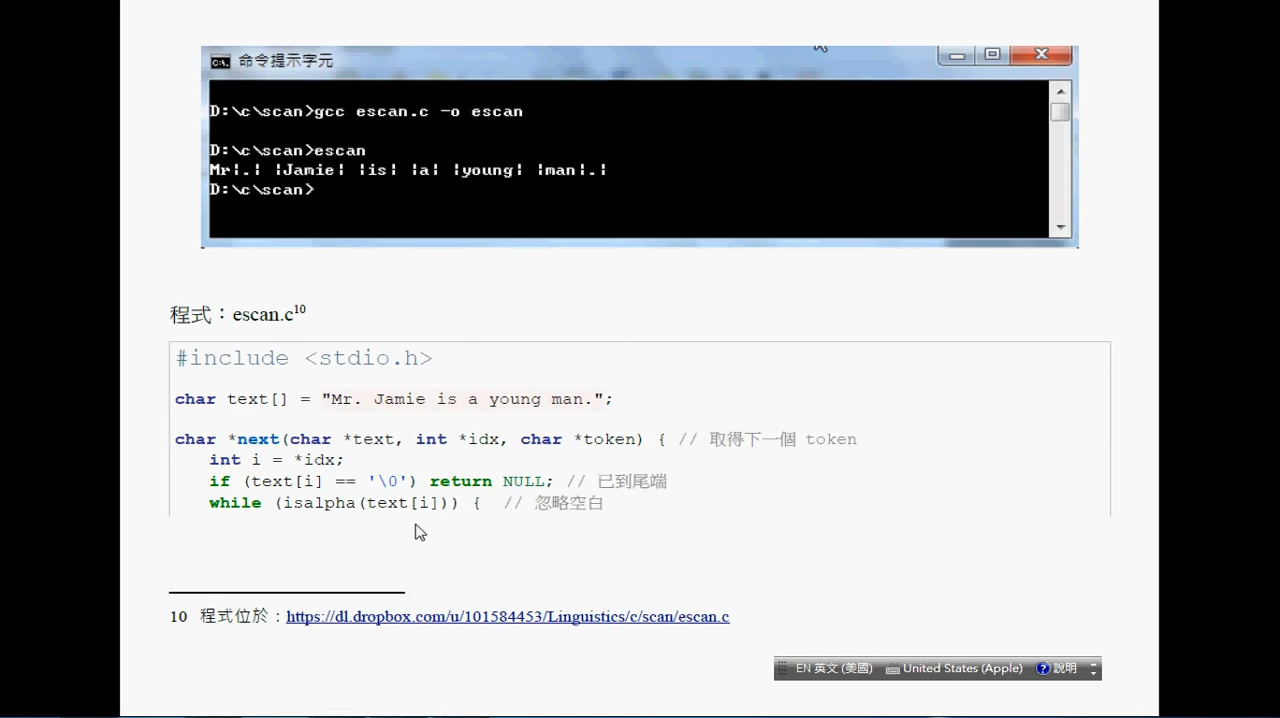 命令提示字元
D:\c\scan>gcc escan.c -o escan
D:\c\scan>escan
Mr|.| |Jamie| |is| |a| |young| |man|.|
D:\c\scan>
程式：escan.c10
#include <stdio.h>
char text[] = "Mr. Jamie is a young man.";
char *next(char *text, int *idx, char *token) { // 取得下一個 token
int i = *idx;
if (text[i] == '\0') return NULL; // 已到尾端
while (isalpha(text[i])) { // 忽略空白
10 程式位於：https://dl.dropbox.com/u/101584453/Linguistics/c/scan/escan.c
EN 英文 (美國) United States (Apple) ? 說明